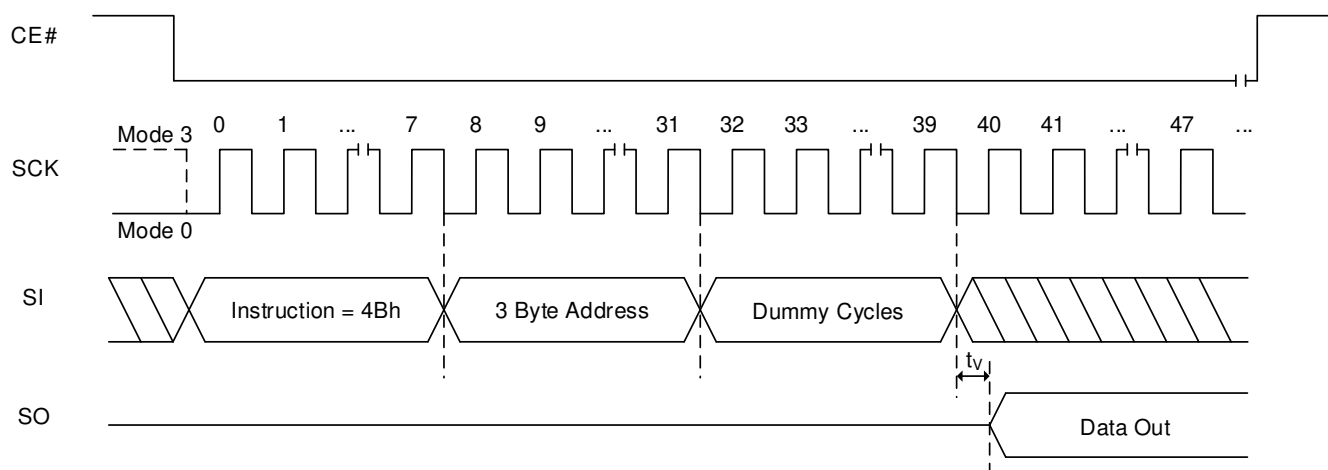 CE#
Mode 3 0 1 ... 7 8 9 ... 31 32 33 ... 39 40 41 ... 47 ...
SCK
Mode 0
SI Instruction = 4Bh 3 Byte Address Dummy Cycles
tV
SO Data Out